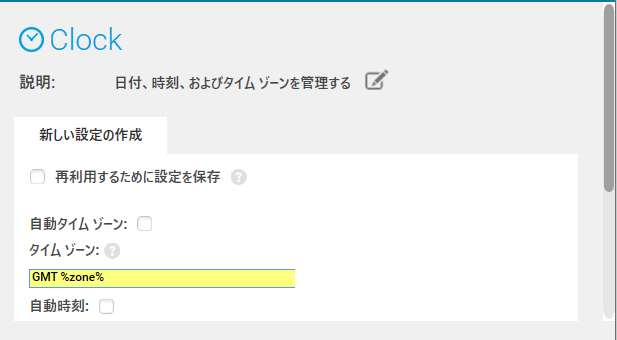 Clock
説明: 日付、時刻、およびタイム ゾーンを管理する
新しい設定の作成
再利用するために設定を保存 ?
自動タイム ゾーン:
タイム ゾーン: ?
GMT %zone%
自動時刻: